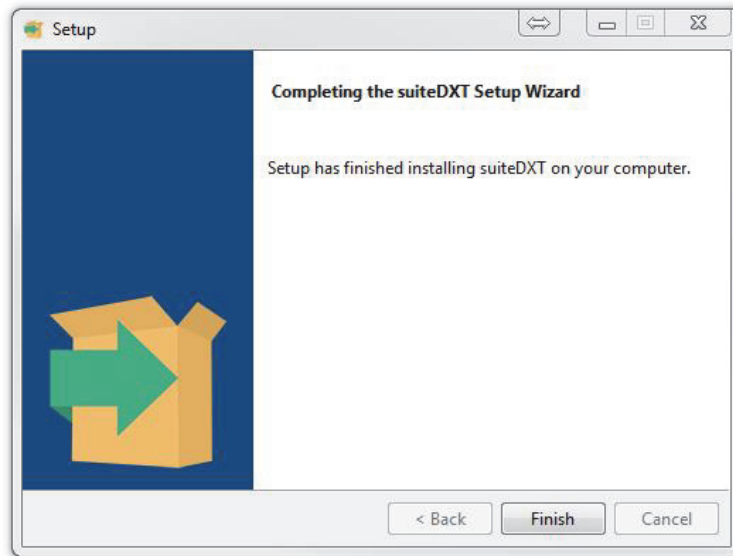 Setup
Completing the suiteDXT Setup Wizard
Setup has finished installing suiteDXT on your computer.
< Back
Finish
Cancel